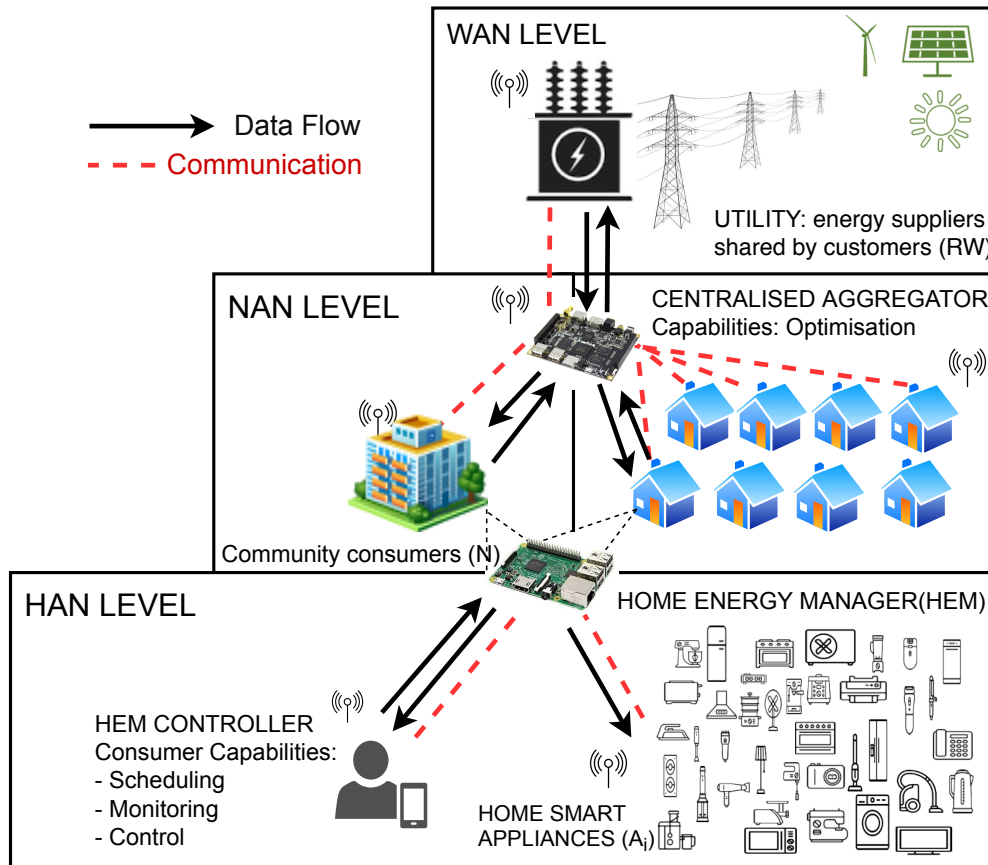 WAN LEVEL
Data Flow
Communication
UTILITY: energy suppliers
shared by customers (RW)
NAN LEVEL
CENTRALISED AGGREGATOR
Capabilities: Optimisation
Community consumers (N)
HAN LEVEL
HOME ENERGY MANAGER(HEM)
HEM CONTROLLER
Consumer Capabilities:
- Scheduling
- Monitoring
- Control
HOME SMART
APPLIANCES (Aᵢ)